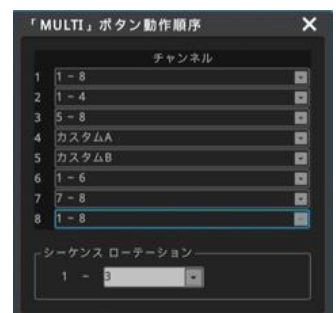 「MULTI」ボタン動作順序 ×
チャンネル
1 1 ~ 8
2 1 ~ 4
3 5 ~ 8
4 カスタムA
5 カスタムB
6 1 ~ 6
7 7 ~ 8
8 1 ~ 8
シーケンス ローテーション
1 ~ 3